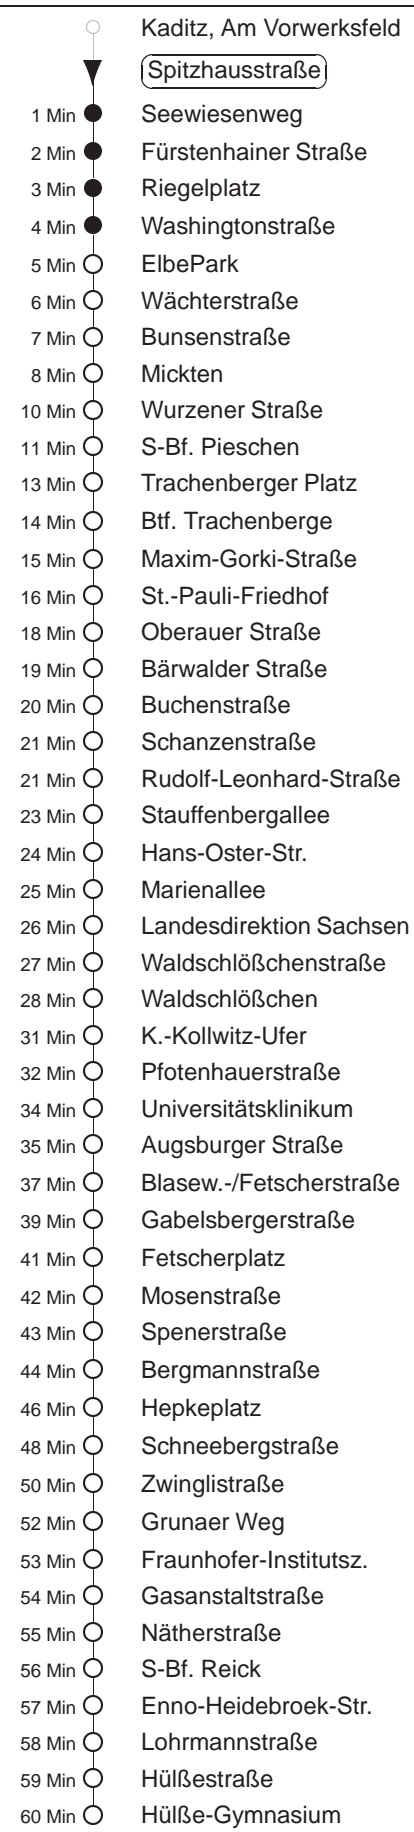 Kaditz, Am Vorwerksfeld
Spitzhausstraße
1 Min Seewiesenweg
2 Min Fürstenhainer Straße
3 Min Riegelplatz
4 Min Washingtonstraße
5 Min ElbePark
6 Min Wächterstraße
7 Min Bunsenstraße
8 Min Mickten
10 Min Wurzener Straße
11 Min S-Bf. Pieschen
13 Min Trachenberger Platz
14 Min Btf. Trachenberge
15 Min Maxim-Gorki-Straße
16 Min St.-Pauli-Friedhof
18 Min Oberauer Straße
19 Min Bärwalder Straße
20 Min Buchenstraße
21 Min Schanzenstraße
21 Min Rudolf-Leonhard-Straße
23 Min Stauffenbergallee
24 Min Hans-Oster-Str.
25 Min Marienallee
26 Min Landesdirektion Sachsen
27 Min Waldschlößchenstraße
28 Min Waldschlößchen
31 Min K.-Kollwitz-Ufer
32 Min Pfotenhauerstraße
34 Min Universitätsklinikum
35 Min Augsburger Straße
37 Min Blasew.-/Fetscherstraße
39 Min Gabelsbergerstraße
41 Min Fetscherplatz
42 Min Mosenstraße
43 Min Spenerstraße
44 Min Bergmannstraße
46 Min Hepkeplatz
48 Min Schneebergstraße
50 Min Zwinglistraße
52 Min Grunaer Weg
53 Min Fraunhofer-Institutsz.
54 Min Gasanstaltstraße
55 Min Nätherstraße
56 Min S-Bf. Reick
57 Min Enno-Heidebroek-Str.
58 Min Lohrmannstraße
59 Min Hülßestraße
60 Min Hülße-Gymnasium